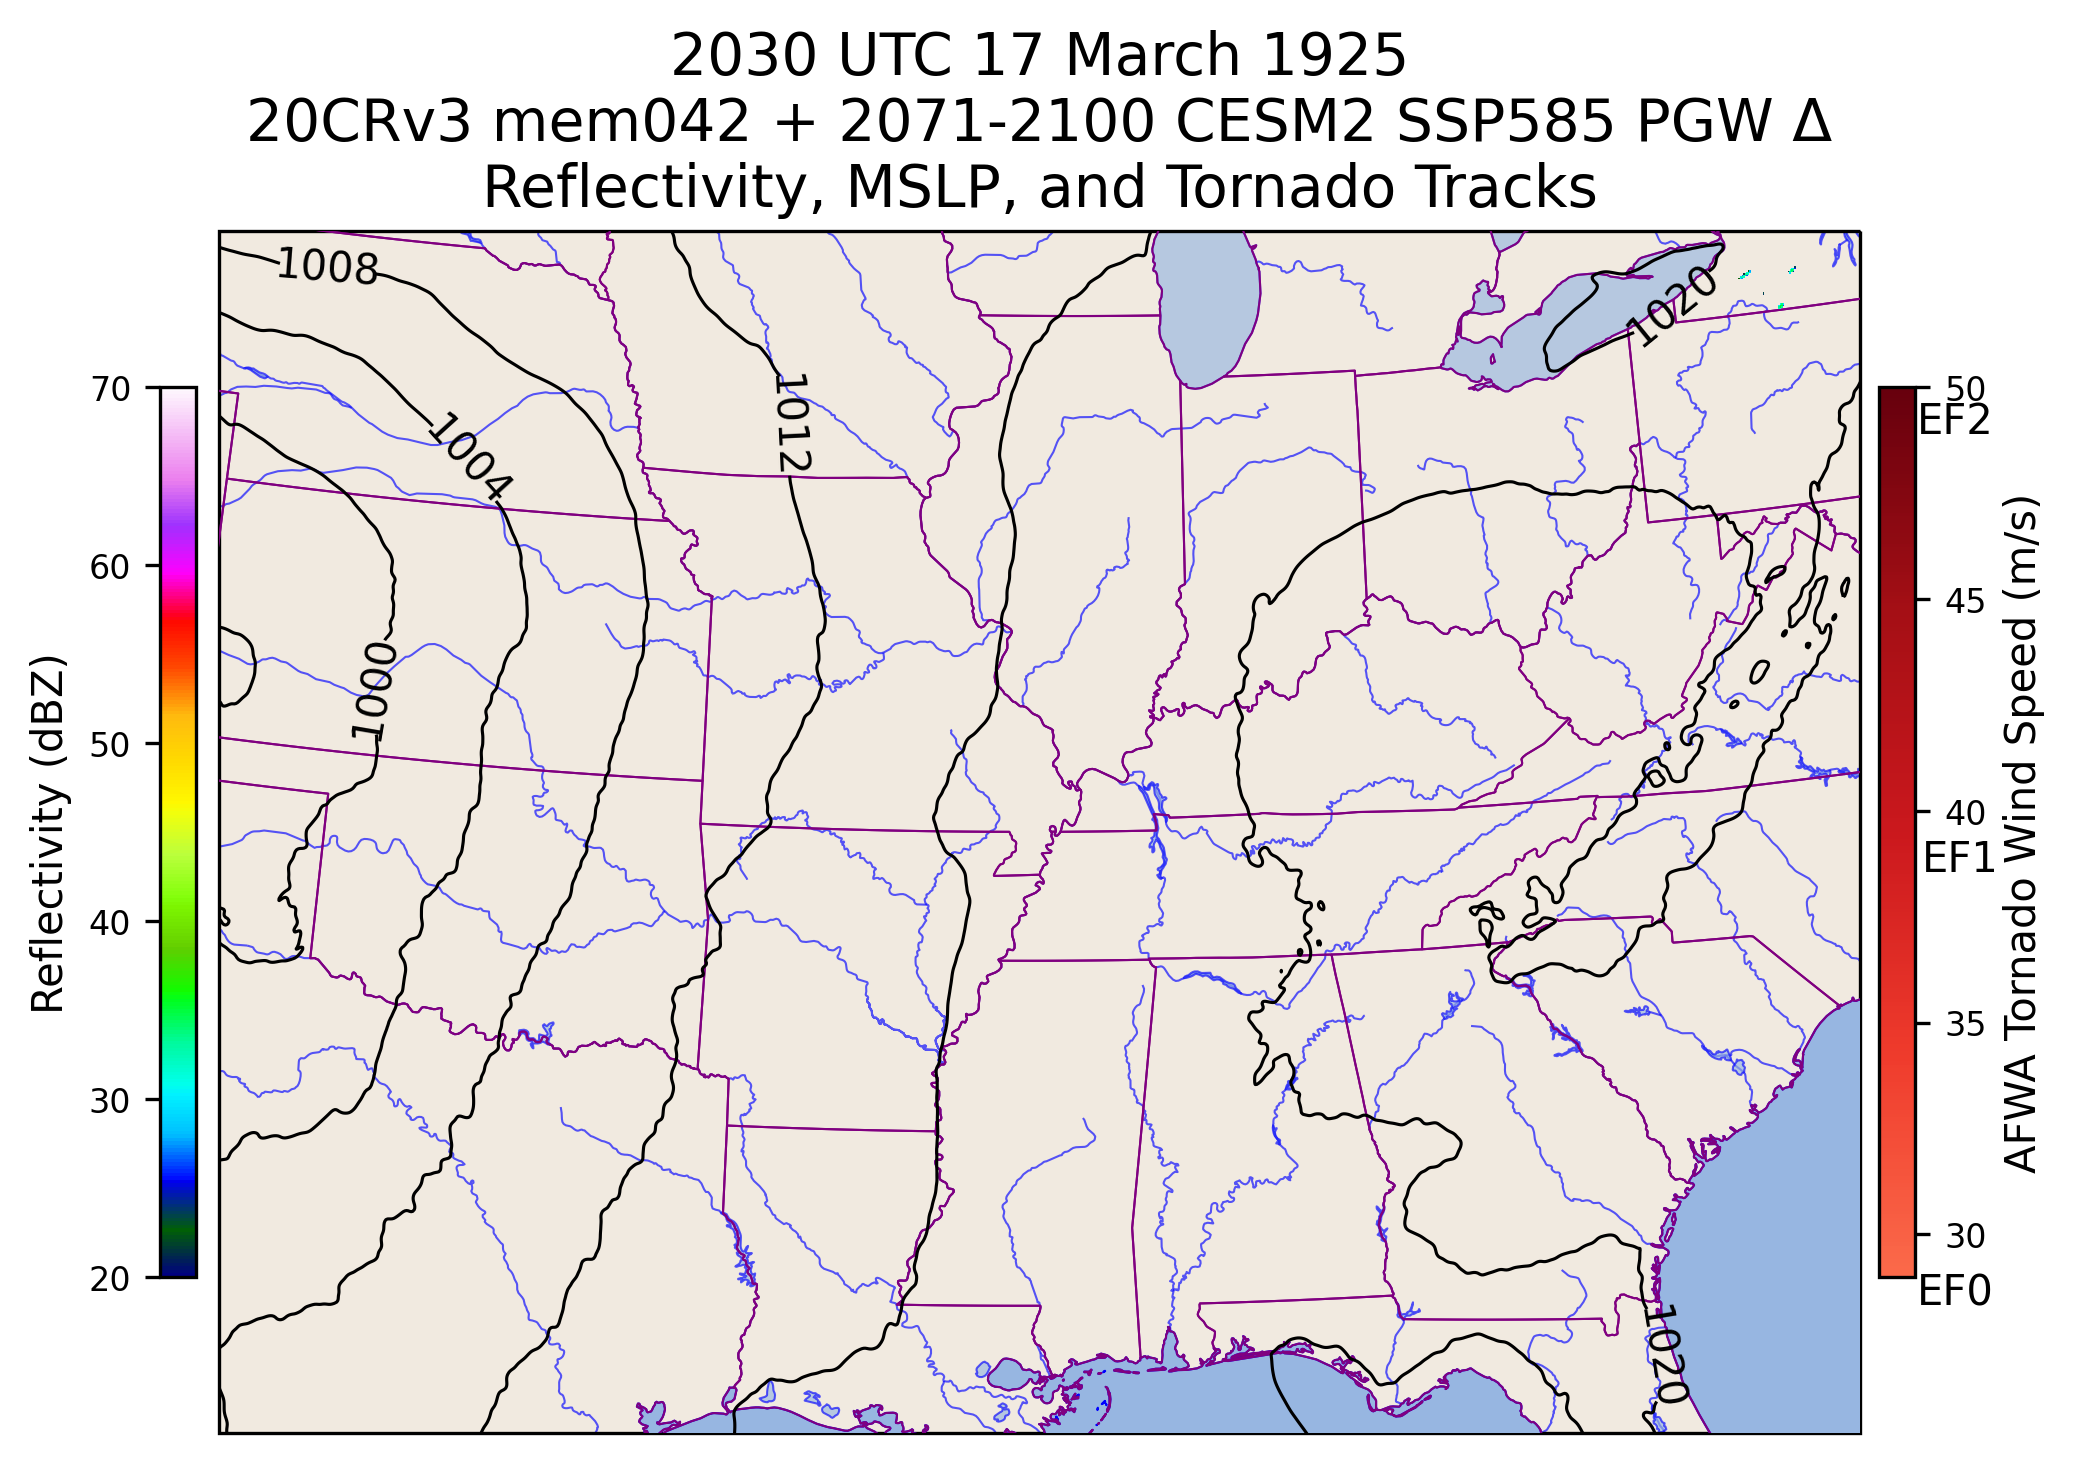 2030 UTC 17 March 1925
20CRv3 mem042 + 2071-2100 CESM2 SSP585 PGW Δ
Reflectivity, MSLP, and Tornado Tracks
1008
1020
1012
1004
1000
1020
70
60
50
40
30
20
Reflectivity (dBZ)
50
EF2
45
40
EF1
35
30
EF0
AFWA Tornado Wind Speed (m/s)